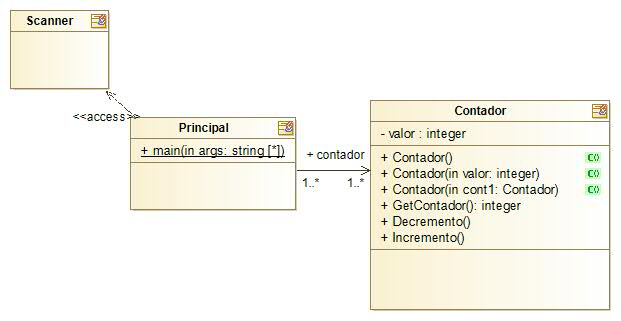 Scanner
<<access>>
Principal
+ main(in args: string [*])
+ contador
1..*
1..*
Contador
- valor : integer
+ Contador()
+ Contador(in valor: integer)
+ Contador(in cont1: Contador)
+ GetContador(): integer
+ Decremento()
+ Incremento()
C()
C()
C()